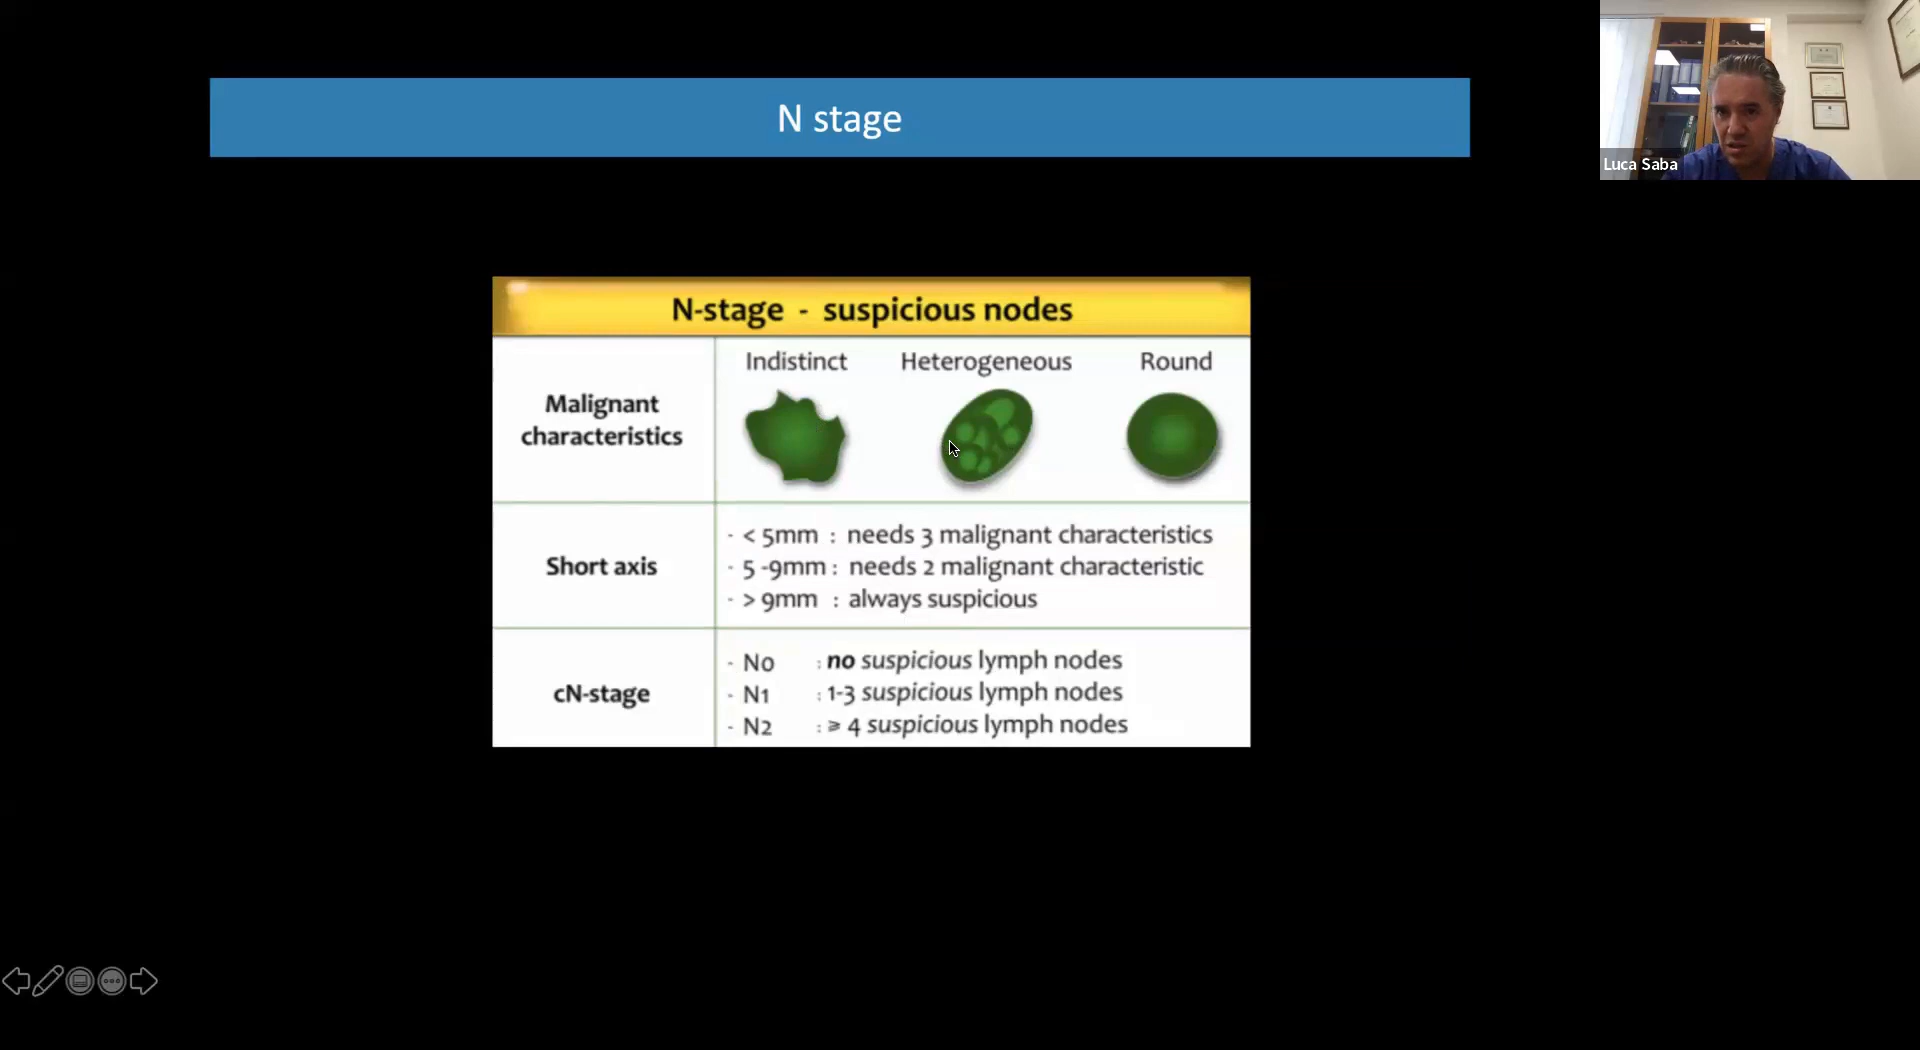 N stage
Luca Saba
N-stage - suspicious nodes
Malignant
characteristics
Indistinct
Heterogeneous
Round
Short axis
- < 5mm : needs 3 malignant characteristics
- 5 -9mm : needs 2 malignant characteristic
- > 9mm : always suspicious
cN-stage
- N0 : no suspicious lymph nodes
- N1 : 1-3 suspicious lymph nodes
- N2 : ≥ 4 suspicious lymph nodes